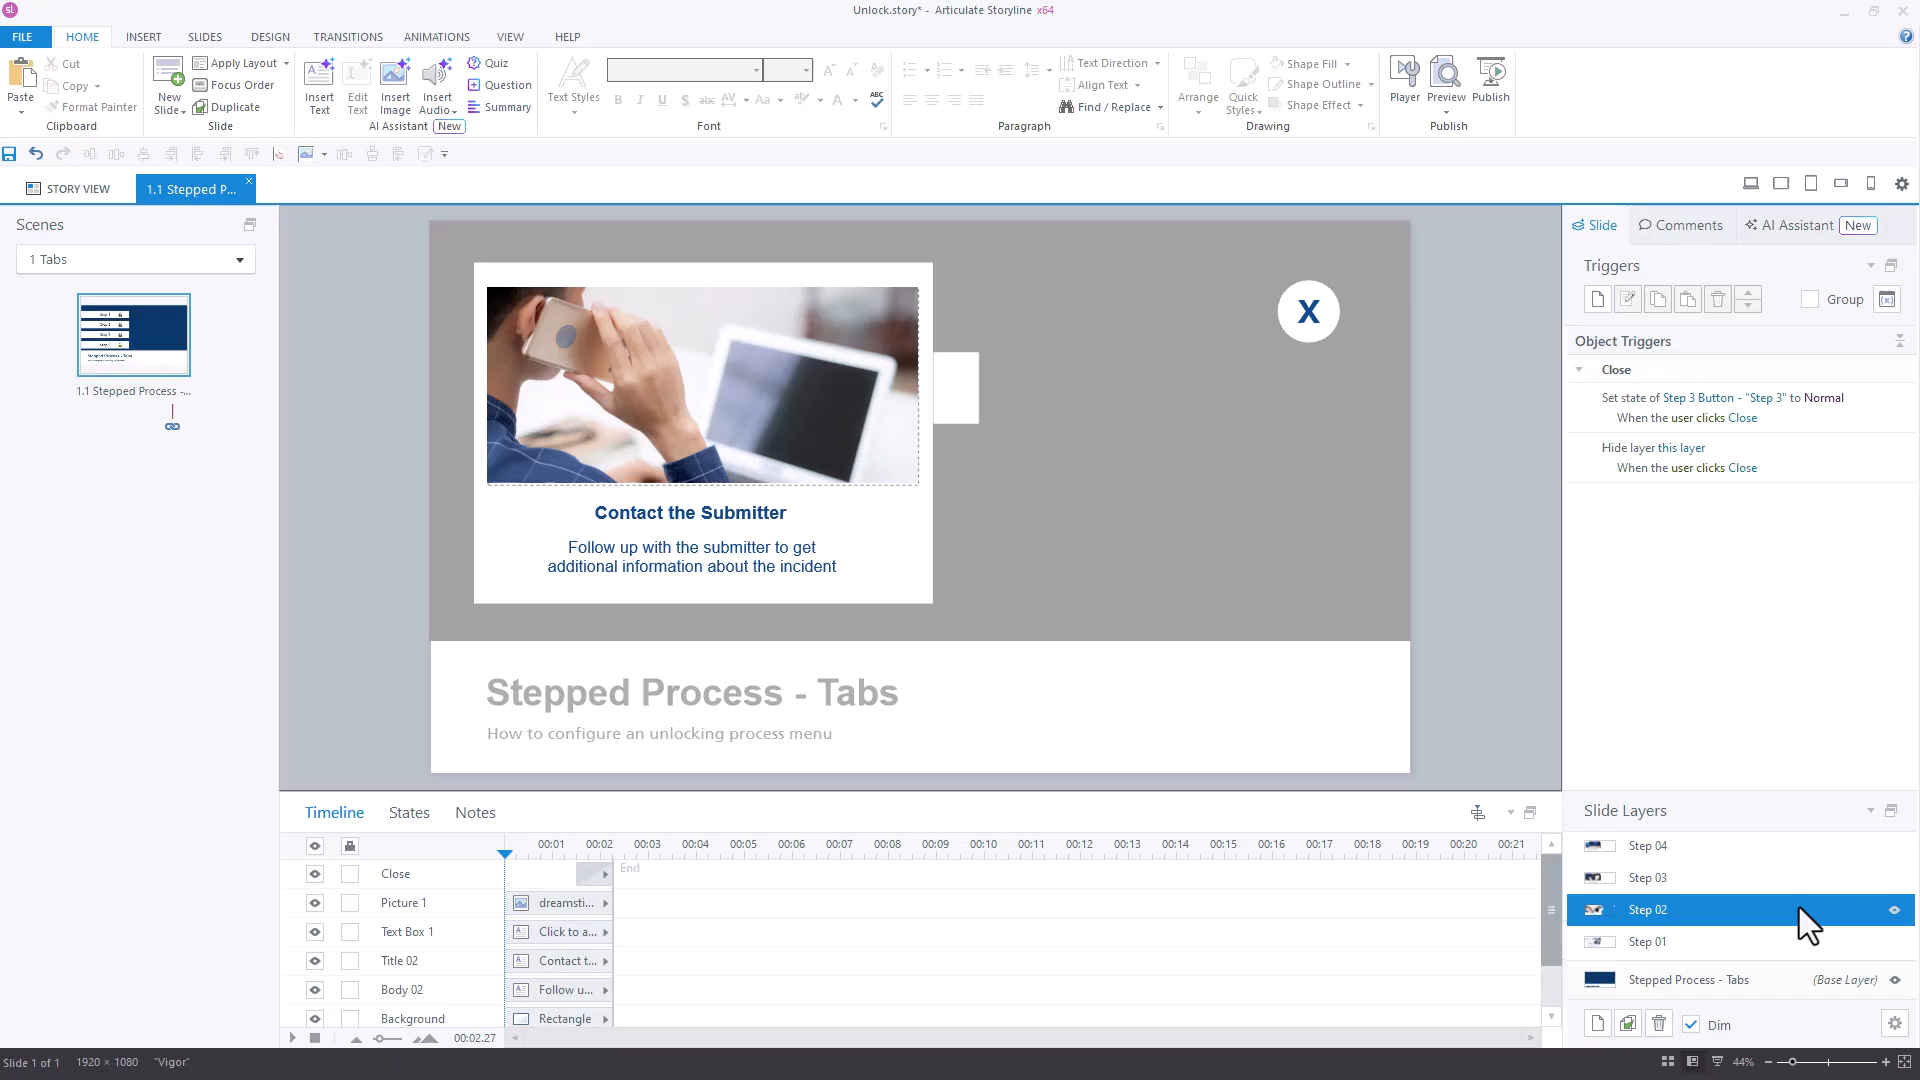 Unlock.story* - Articulate Storyline x64
FILE HOME INSERT SLIDES DESIGN TRANSITIONS ANIMATIONS VIEW HELP
Paste
Cut
Copy
Format Painter
Clipboard
New Slide
Apply Layout
Focus Order
Duplicate
Slide
Insert Text
Edit Text
Insert Image
Insert Audio
Quiz
Question
Summary
AI Assistant New
Text Styles
B I U S abc AV Aa A ABC
Font
Text Direction
Align Text
Find / Replace
Paragraph
Arrange
Quick Styles
Shape Fill
Shape Outline
Shape Effect
Drawing
Player
Preview
Publish
Publish
STORY VIEW
1.1 Stepped P...
Scenes
1 Tabs
1.1 Stepped Process -...
X
Contact the Submitter
Follow up with the submitter to get
additional information about the incident
Stepped Process - Tabs
How to configure an unlocking process menu
Slide Comments AI Assistant New
Triggers
Group
Object Triggers
Close
Set state of Step 3 Button - "Step 3" to Normal
When the user clicks Close
Hide layer this layer
When the user clicks Close
Timeline States Notes
00:01 00:02 00:03 00:04 00:05 00:06 00:07 00:08 00:09 00:10 00:11 00:12 00:13 00:14 00:15 00:16 00:17 00:18 00:19 00:20 00:21
Close End
Picture 1 dreamsti...
Text Box 1 Click to a...
Title 02 Contact t...
Body 02 Follow u...
Background Rectangle
00:02.27
Slide Layers
Step 04
Step 03
Step 02
Step 01
Stepped Process - Tabs (Base Layer)
Dim
Slide 1 of 1 1920 × 1080 "Vigor" 44%